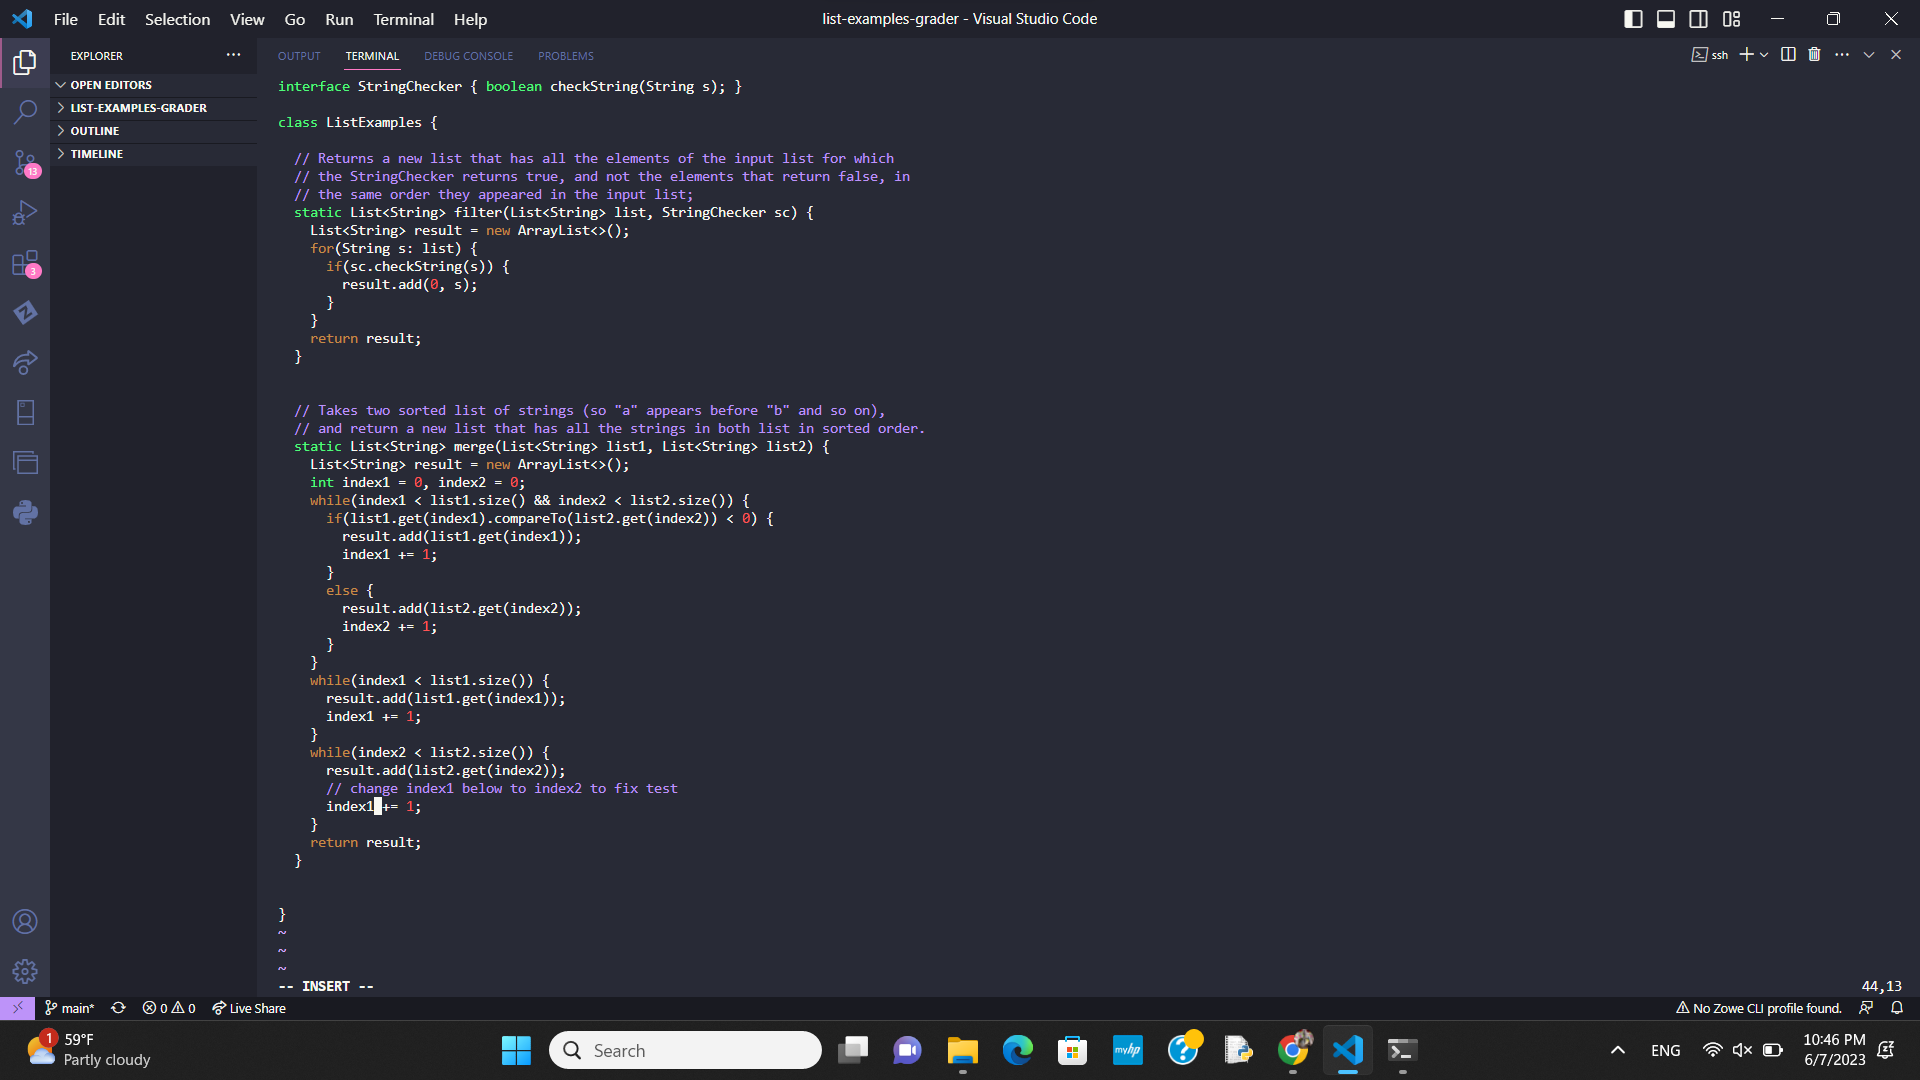 File Edit Selection View Go Run Terminal Help
list-examples-grader - Visual Studio Code
EXPLORER
OPEN EDITORS
LIST-EXAMPLES-GRADER
OUTLINE
TIMELINE
13
3
OUTPUT TERMINAL DEBUG CONSOLE PROBLEMS
ssh
interface StringChecker { boolean checkString(String s); }
class ListExamples {
// Returns a new list that has all the elements of the input list for which
// the StringChecker returns true, and not the elements that return false, in
// the same order they appeared in the input list;
static List<String> filter(List<String> list, StringChecker sc) {
List<String> result = new ArrayList<>();
for(String s: list) {
if(sc.checkString(s)) {
result.add(0, s);
}
}
return result;
}
// Takes two sorted list of strings (so "a" appears before "b" and so on),
// and return a new list that has all the strings in both list in sorted order.
static List<String> merge(List<String> list1, List<String> list2) {
List<String> result = new ArrayList<>();
int index1 = 0, index2 = 0;
while(index1 < list1.size() && index2 < list2.size()) {
if(list1.get(index1).compareTo(list2.get(index2)) < 0) {
result.add(list1.get(index1));
index1 += 1;
}
else {
result.add(list2.get(index2));
index2 += 1;
}
}
while(index1 < list1.size()) {
result.add(list1.get(index1));
index1 += 1;
}
while(index2 < list2.size()) {
result.add(list2.get(index2));
// change index1 below to index2 to fix test
index1 += 1;
}
return result;
}
}
~
~
~
-- INSERT --
44,13
main* 0 0 Live Share
No Zowe CLI profile found.
1
59°F
Partly cloudy
Search
myhp
ENG
10:46 PM
6/7/2023